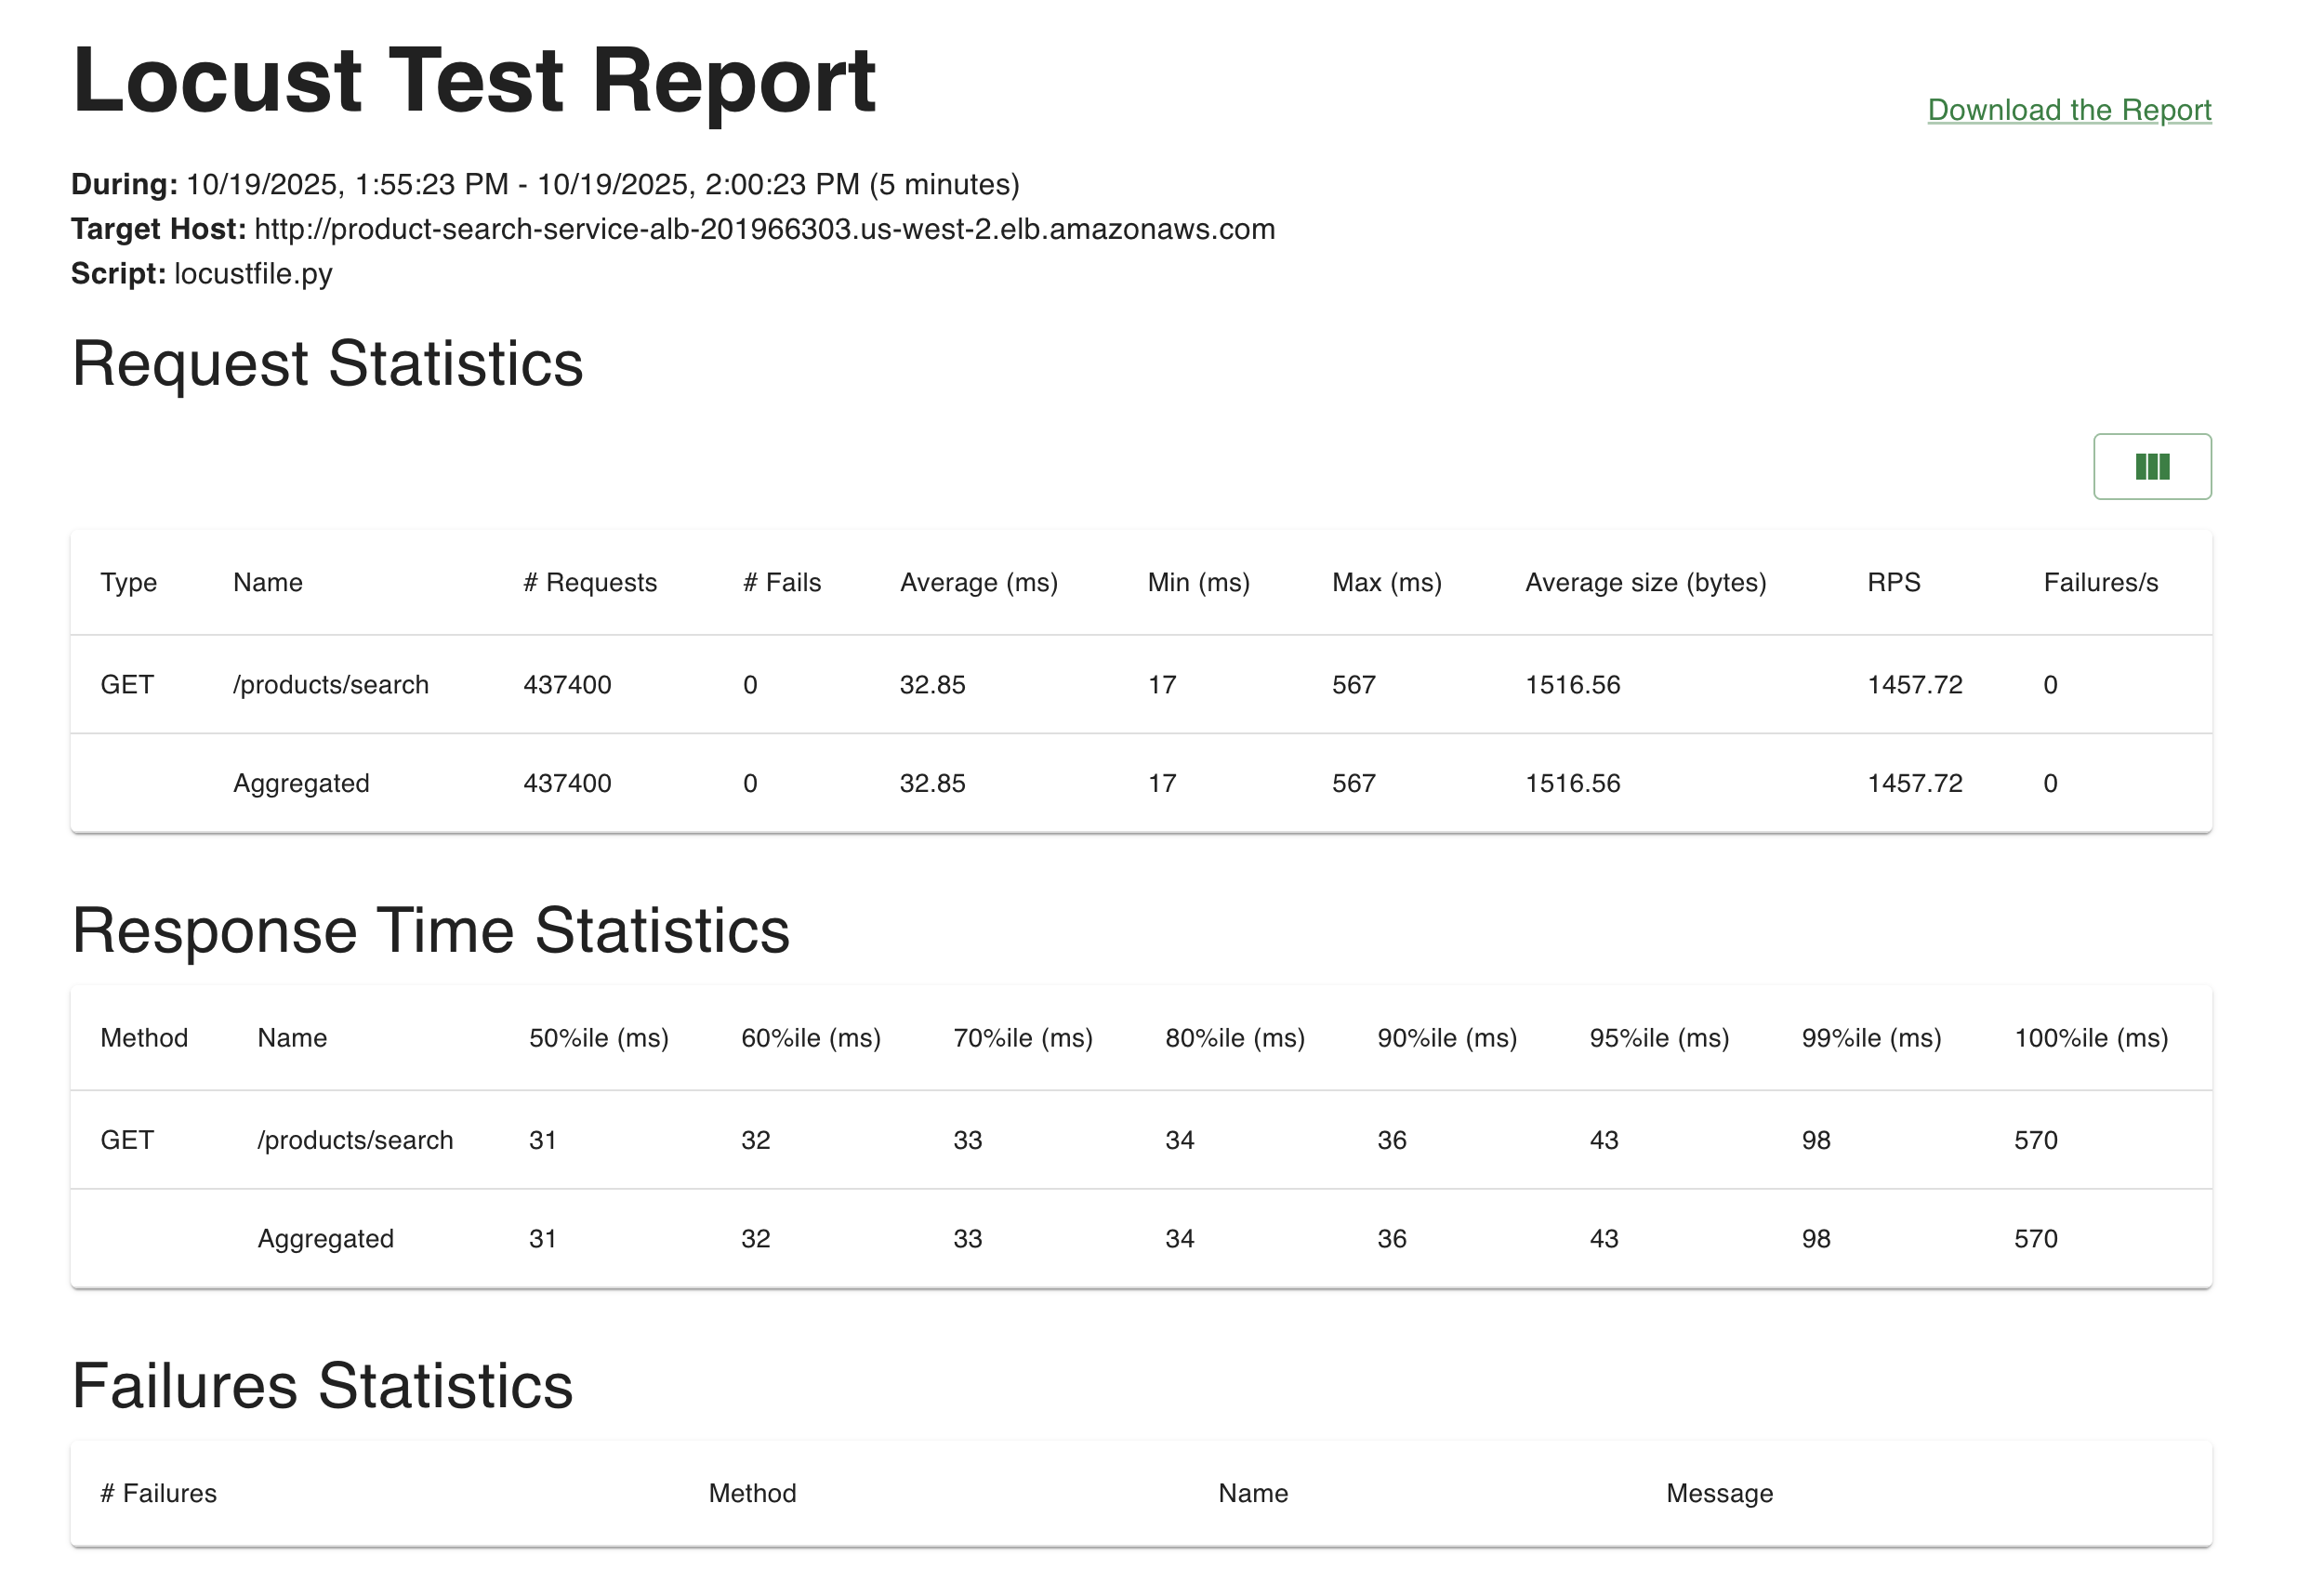 Locust Test Report
Download the Report
During: 10/19/2025, 1:55:23 PM - 10/19/2025, 2:00:23 PM (5 minutes)
Target Host: http://product-search-service-alb-201966303.us-west-2.elb.amazonaws.com
Script: locustfile.py
Request Statistics
Type Name # Requests # Fails Average (ms) Min (ms) Max (ms) Average size (bytes) RPS Failures/s
GET /products/search 437400 0 32.85 17 567 1516.56 1457.72 0
Aggregated 437400 0 32.85 17 567 1516.56 1457.72 0
Response Time Statistics
Method Name 50%ile (ms) 60%ile (ms) 70%ile (ms) 80%ile (ms) 90%ile (ms) 95%ile (ms) 99%ile (ms) 100%ile (ms)
GET /products/search 31 32 33 34 36 43 98 570
Aggregated 31 32 33 34 36 43 98 570
Failures Statistics
# Failures Method Name Message